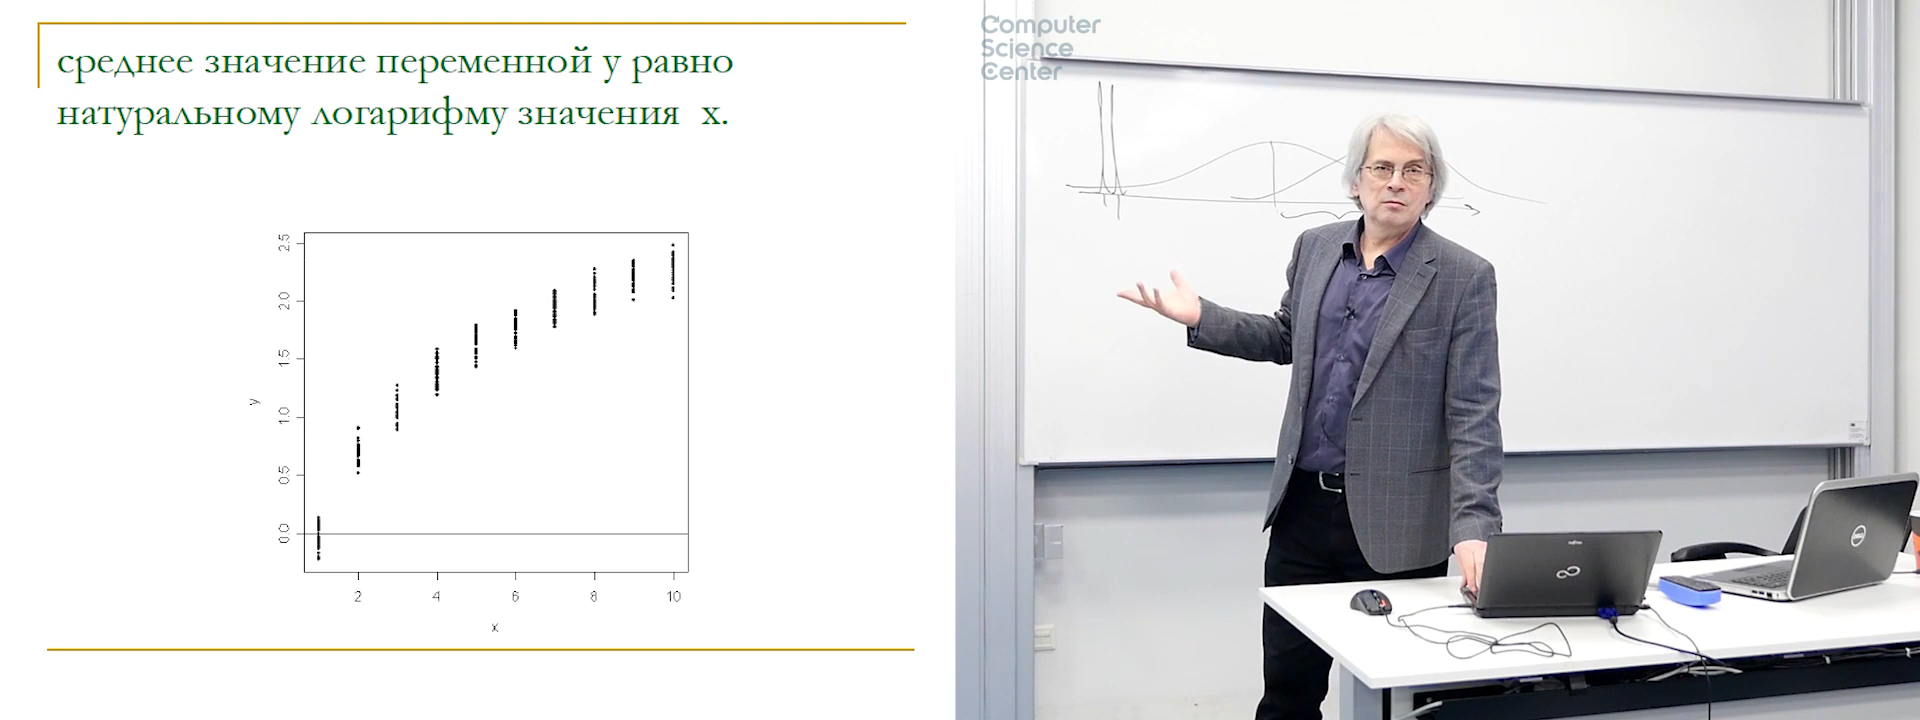 среднее значение переменной y равно
натуральному логарифму значения x.
2.5
2.0
1.5
1.0
0.5
0.0
y
2
4
6
8
10
x
Computer
Science
Center
DELL